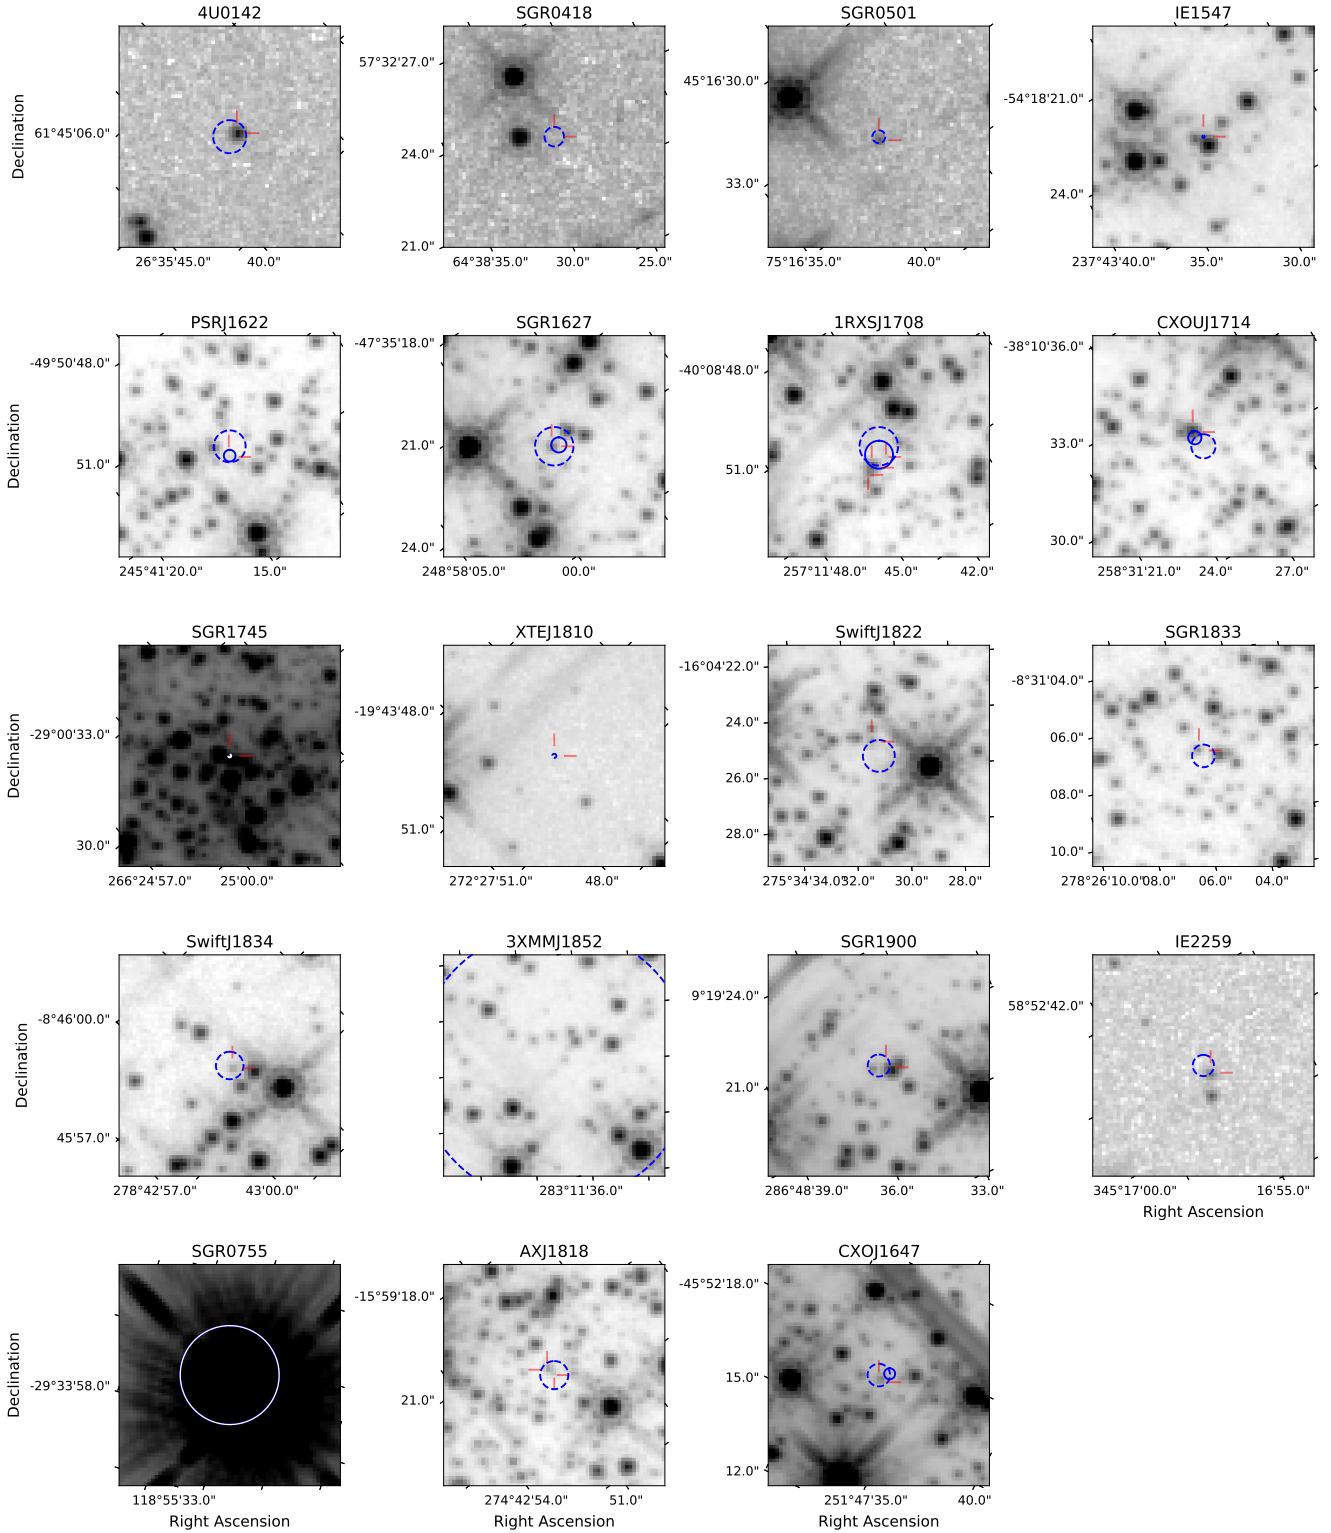 4U0142 SGR0418 SGR0501 IE1547
Declination
61°45'06.0"
26°35'45.0" 40.0"
57°32'27.0"
24.0"
21.0"
64°38'35.0" 30.0" 25.0"
45°16'30.0"
33.0"
75°16'35.0" 40.0"
-54°18'21.0"
24.0"
237°43'40.0" 35.0" 30.0"
PSRJ1622 SGR1627 1RXSJ1708 CXOUJ1714
Declination
-49°50'48.0"
51.0"
245°41'20.0" 15.0"
-47°35'18.0"
21.0"
24.0"
248°58'05.0" 00.0"
-40°08'48.0"
51.0"
257°11'48.0" 45.0" 42.0"
-38°10'36.0"
33.0"
30.0"
258°31'21.0" 24.0" 27.0"
SGR1745 XTEJ1810 SwiftJ1822 SGR1833
Declination
-29°00'33.0"
30.0"
266°24'57.0" 25'00.0"
-19°43'48.0"
51.0"
272°27'51.0" 48.0"
-16°04'22.0"
24.0"
26.0"
28.0"
275°34'34.0" 32.0" 30.0" 28.0"
-8°31'04.0"
06.0"
08.0"
10.0"
278°26'10.0" 08.0" 06.0" 04.0"
SwiftJ1834 3XMMJ1852 SGR1900 IE2259
Declination
-8°46'00.0"
45'57.0"
278°42'57.0" 43'00.0"
283°11'36.0"
9°19'24.0"
21.0"
286°48'39.0" 36.0" 33.0"
58°52'42.0"
345°17'00.0" 16'55.0"
Right Ascension
SGR0755 AXJ1818 CXOJ1647
Declination
-29°33'58.0"
118°55'33.0"
Right Ascension
-15°59'18.0"
21.0"
274°42'54.0" 51.0"
Right Ascension
-45°52'18.0"
15.0"
12.0"
251°47'35.0" 40.0"
Right Ascension